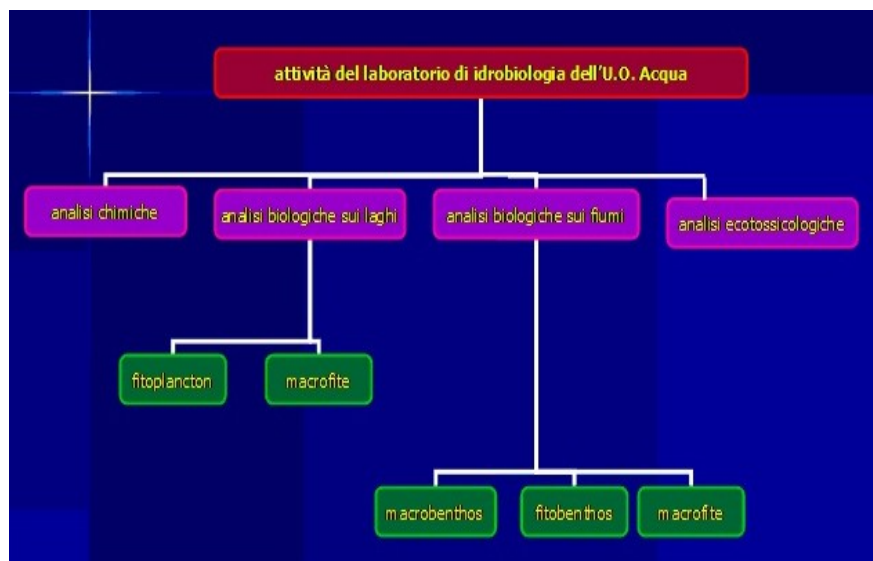 attività del laboratorio di idrobiologia dell'U.O. Acqua
analisi chimiche
analisi biologiche sui laghi
analisi biologiche sui fiumi
analisi ecotossicologiche
fitoplancton
macrofite
macrobenthos
fitobenthos
macrofite